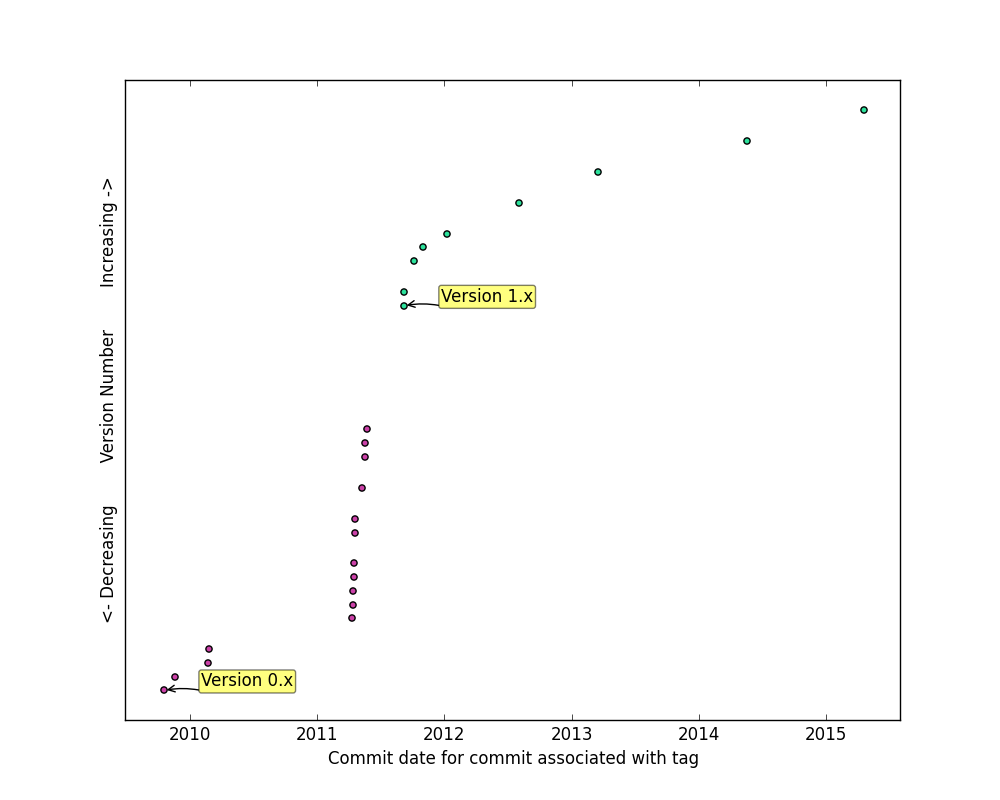 Increasing ->
Version 1.x
Version Number
<- Decreasing
Version 0.x
2010 2011 2012 2013 2014 2015
Commit date for commit associated with tag